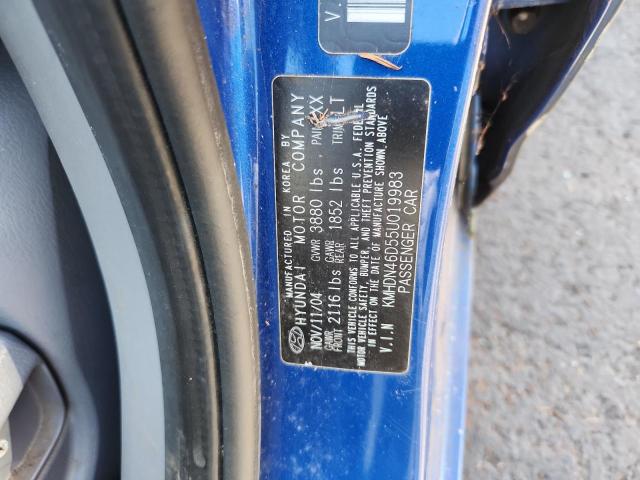 V.
MANUFACTURED IN KOREA BY
HYUNDAI MOTOR COMPANY
NOV/11/04 GVWR 3880 lbs
GAWR FRONT 2116 lbs GAWR REAR 1852 lbs TRIM LT
THIS VEHICLE CONFORMS TO ALL APPLICABLE U.S.A. FEDERAL
MOTOR VEHICLE SAFETY, BUMPER, AND THEFT PREVENTION STANDARDS
IN EFFECT ON THE DATE OF MANUFACTURE SHOWN ABOVE
V.I.N KMHDN46D55U019983
PASSENGER CAR